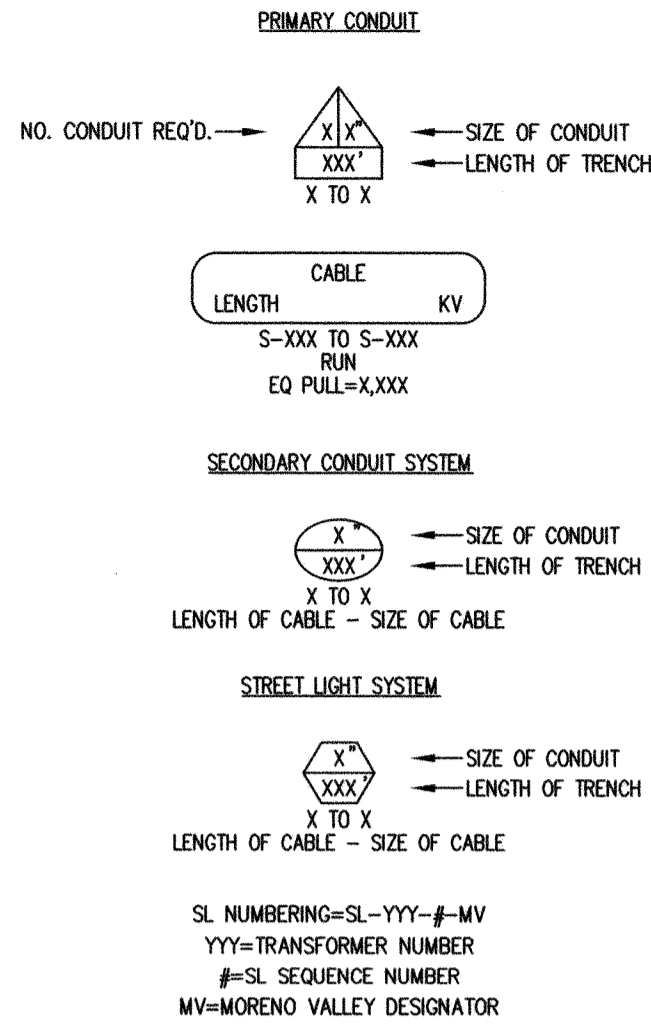 PRIMARY CONDUIT
NO. CONDUIT REQ'D.
X X"
SIZE OF CONDUIT
XXX'
LENGTH OF TRENCH
X TO X
CABLE
LENGTH KV
S-XXX TO S-XXX
RUN
EQ PULL=X,XXX
SECONDARY CONDUIT SYSTEM
X"
SIZE OF CONDUIT
XXX'
LENGTH OF TRENCH
X TO X
LENGTH OF CABLE - SIZE OF CABLE
STREET LIGHT SYSTEM
X"
SIZE OF CONDUIT
XXX'
LENGTH OF TRENCH
X TO X
LENGTH OF CABLE - SIZE OF CABLE
SL NUMBERING=SL-YYY-#-MV
YYY=TRANSFORMER NUMBER
#=SL SEQUENCE NUMBER
MV=MORENO VALLEY DESIGNATOR